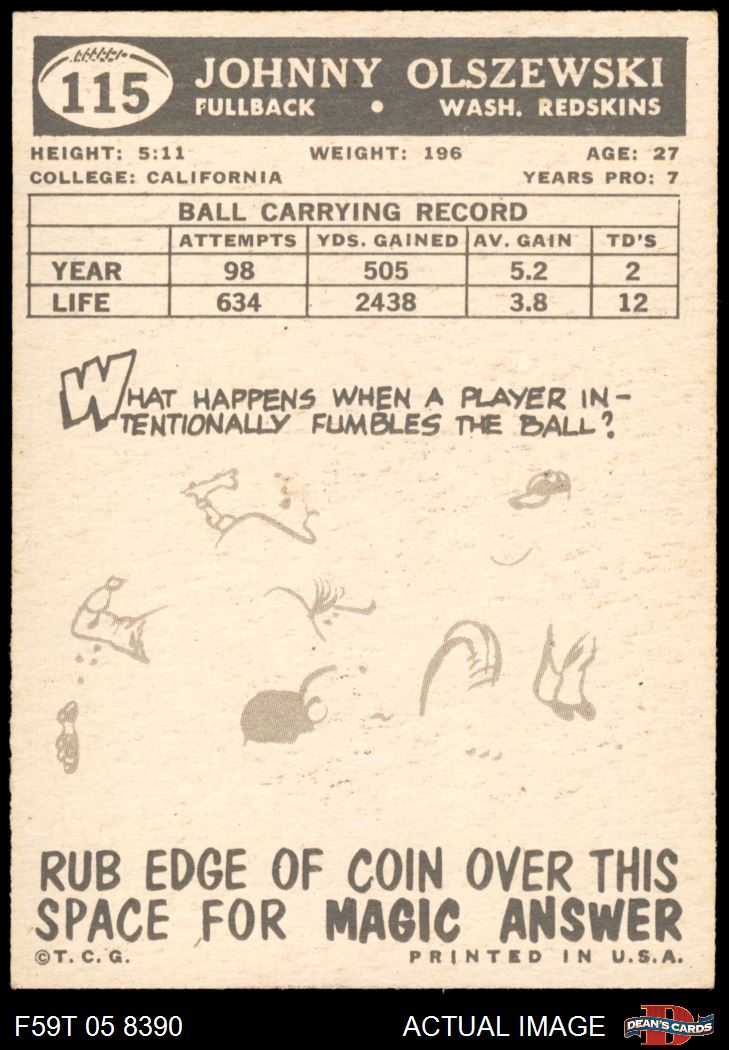 115
JOHNNY OLSZEWSKI
FULLBACK • WASH. REDSKINS
HEIGHT: 5:11 WEIGHT: 196 AGE: 27
COLLEGE: CALIFORNIA YEARS PRO: 7
BALL CARRYING RECORD
ATTEMPTS YDS. GAINED AV. GAIN TD'S
YEAR 98 505 5.2 2
LIFE 634 2438 3.8 12
WHAT HAPPENS WHEN A PLAYER IN-
TENTIONALLY FUMBLES THE BALL?
RUB EDGE OF COIN OVER THIS
SPACE FOR MAGIC ANSWER
©T.C.G. PRINTED IN U.S.A.
F59T 05 8390 ACTUAL IMAGE DEAN'S CARDS